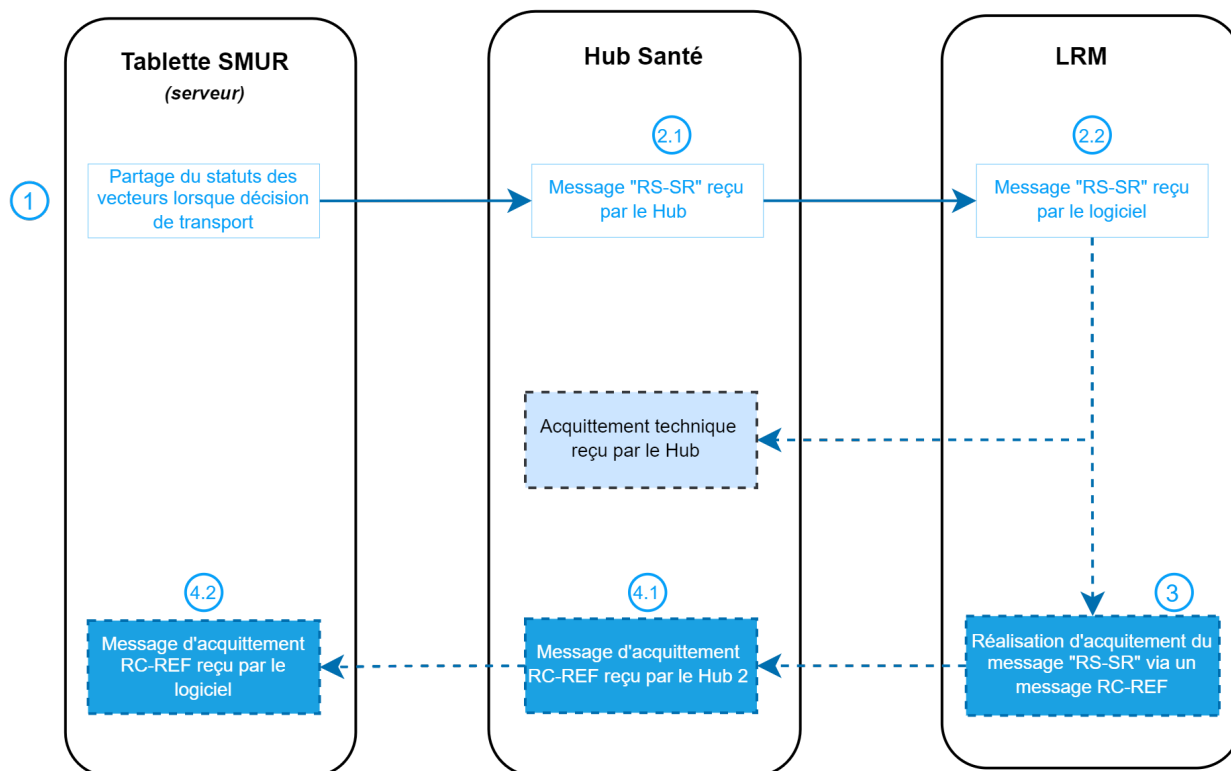 Tablette SMUR
(serveur)
Hub Santé
LRM
1
2.1
2.2
Partage du statuts des
vecteurs lorsque décision
de transport
Message "RS-SR" reçu
par le Hub
Message "RS-SR" reçu
par le logiciel
Acquittement technique
reçu par le Hub
4.2
4.1
3
Message d'acquittement
RC-REF reçu par le
logiciel
Message d'acquittement
RC-REF reçu par le Hub 2
Réalisation d'acquitement du
message "RS-SR" via un
message RC-REF